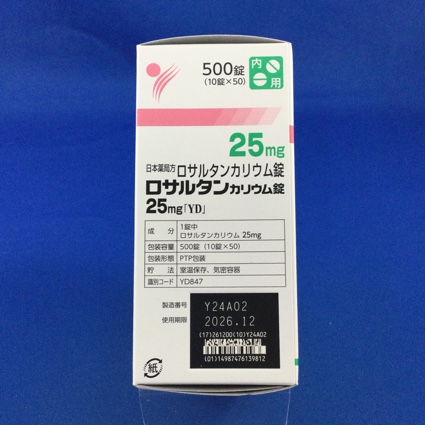 500錠
(10錠×50)
内
用
25mg
日本薬局方 ロサルタンカリウム錠
ロサルタンカリウム錠
25mg「YD」
成分 1錠中
ロサルタンカリウム 25mg
包装容量 500錠 (10錠×50)
包装形態 PTP包装
貯法 室温保存、気密容器
識別コード YD847
製造番号 Y24A02
使用期限 2026.12
(17)261200(10)Y24A02
(01)14987476139812
紙